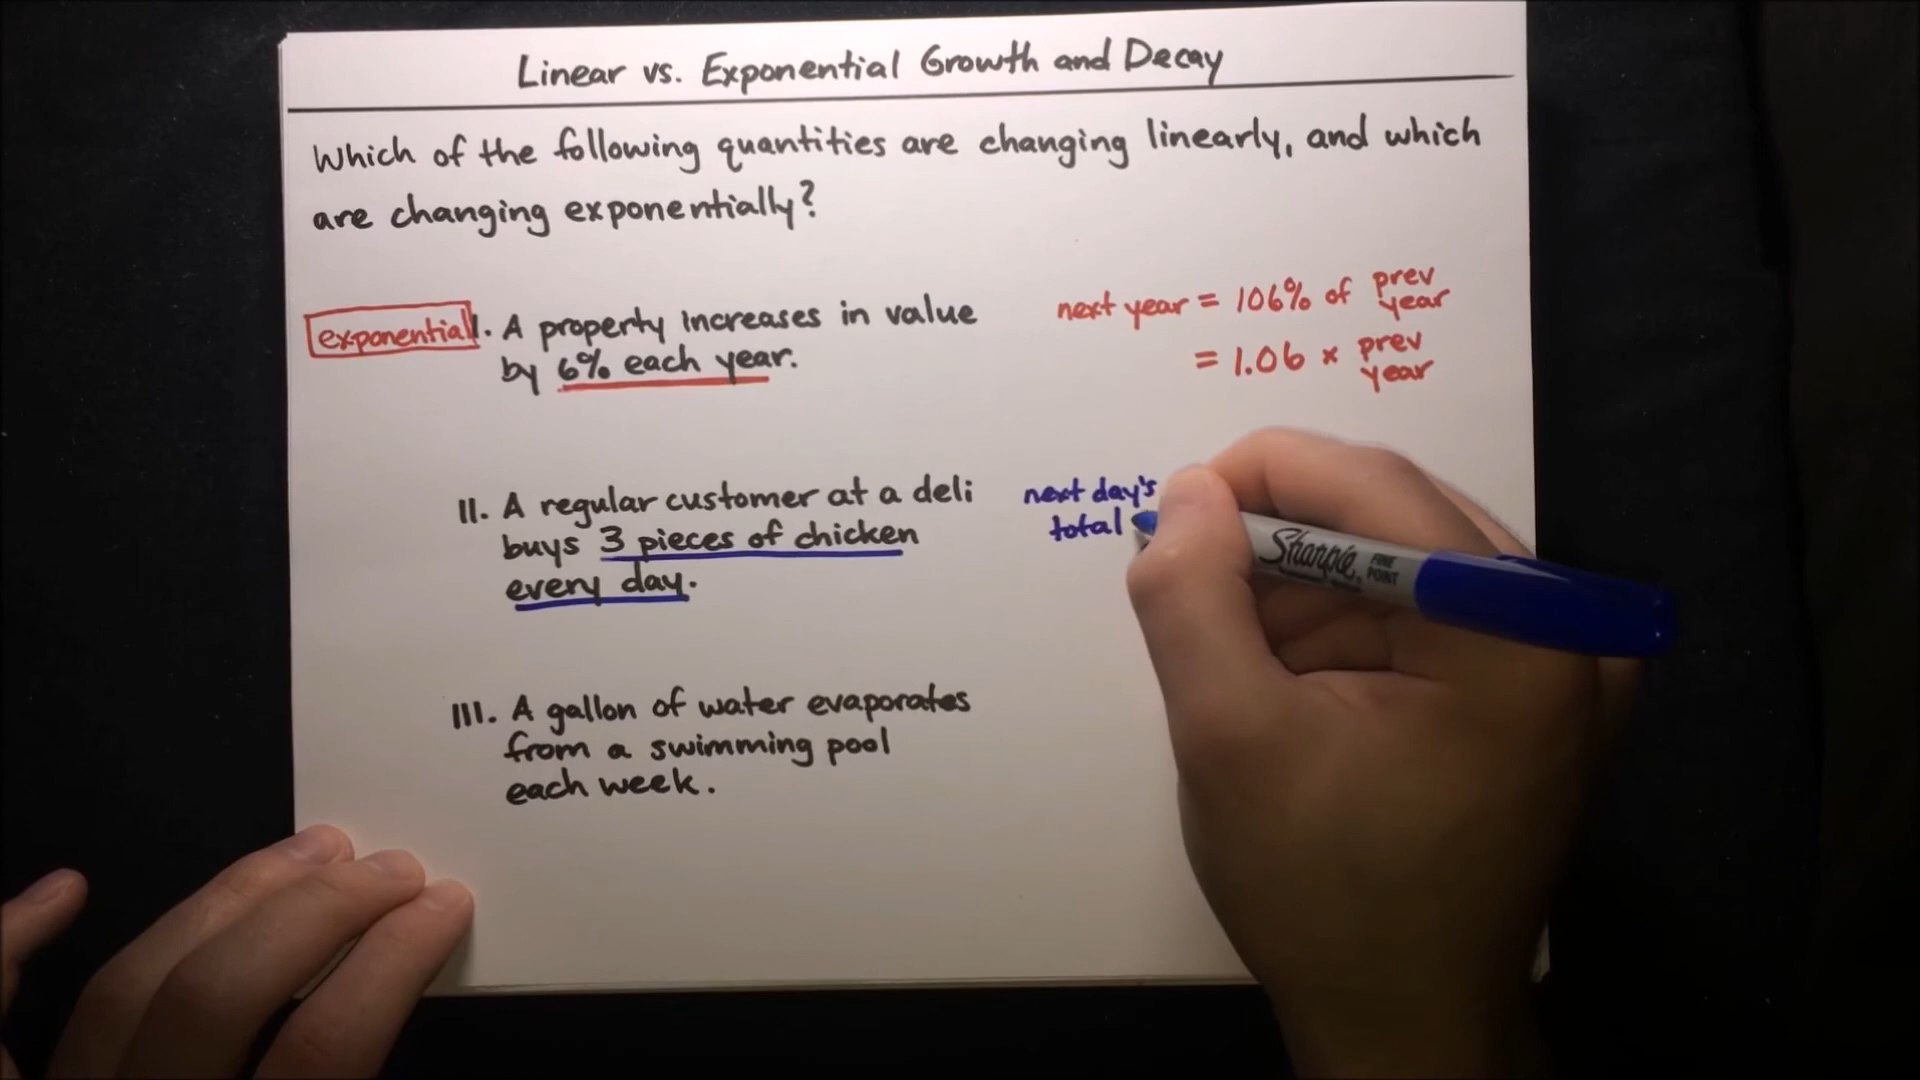 Linear vs. Exponential Growth and Decay
Which of the following quantities are changing linearly, and which
are changing exponentially?
exponential
I. A property increases in value
by 6% each year.
next year = 106% of prev year
= 1.06 × prev year
II. A regular customer at a deli
buys 3 pieces of chicken
every day.
next day's
total
Sharpie.
FINE
POINT
III. A gallon of water evaporates
from a swimming pool
each week.